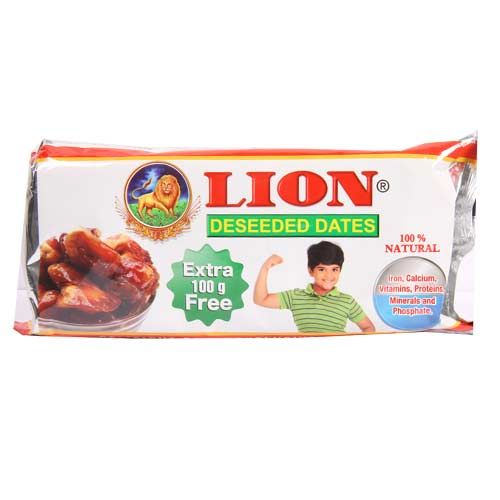 LION®
DESEEDED DATES
Extra
100 g
Free
100 %
NATURAL
Iron, Calcium,
Vitamins, Proteins
Minerals and
Phosphate.